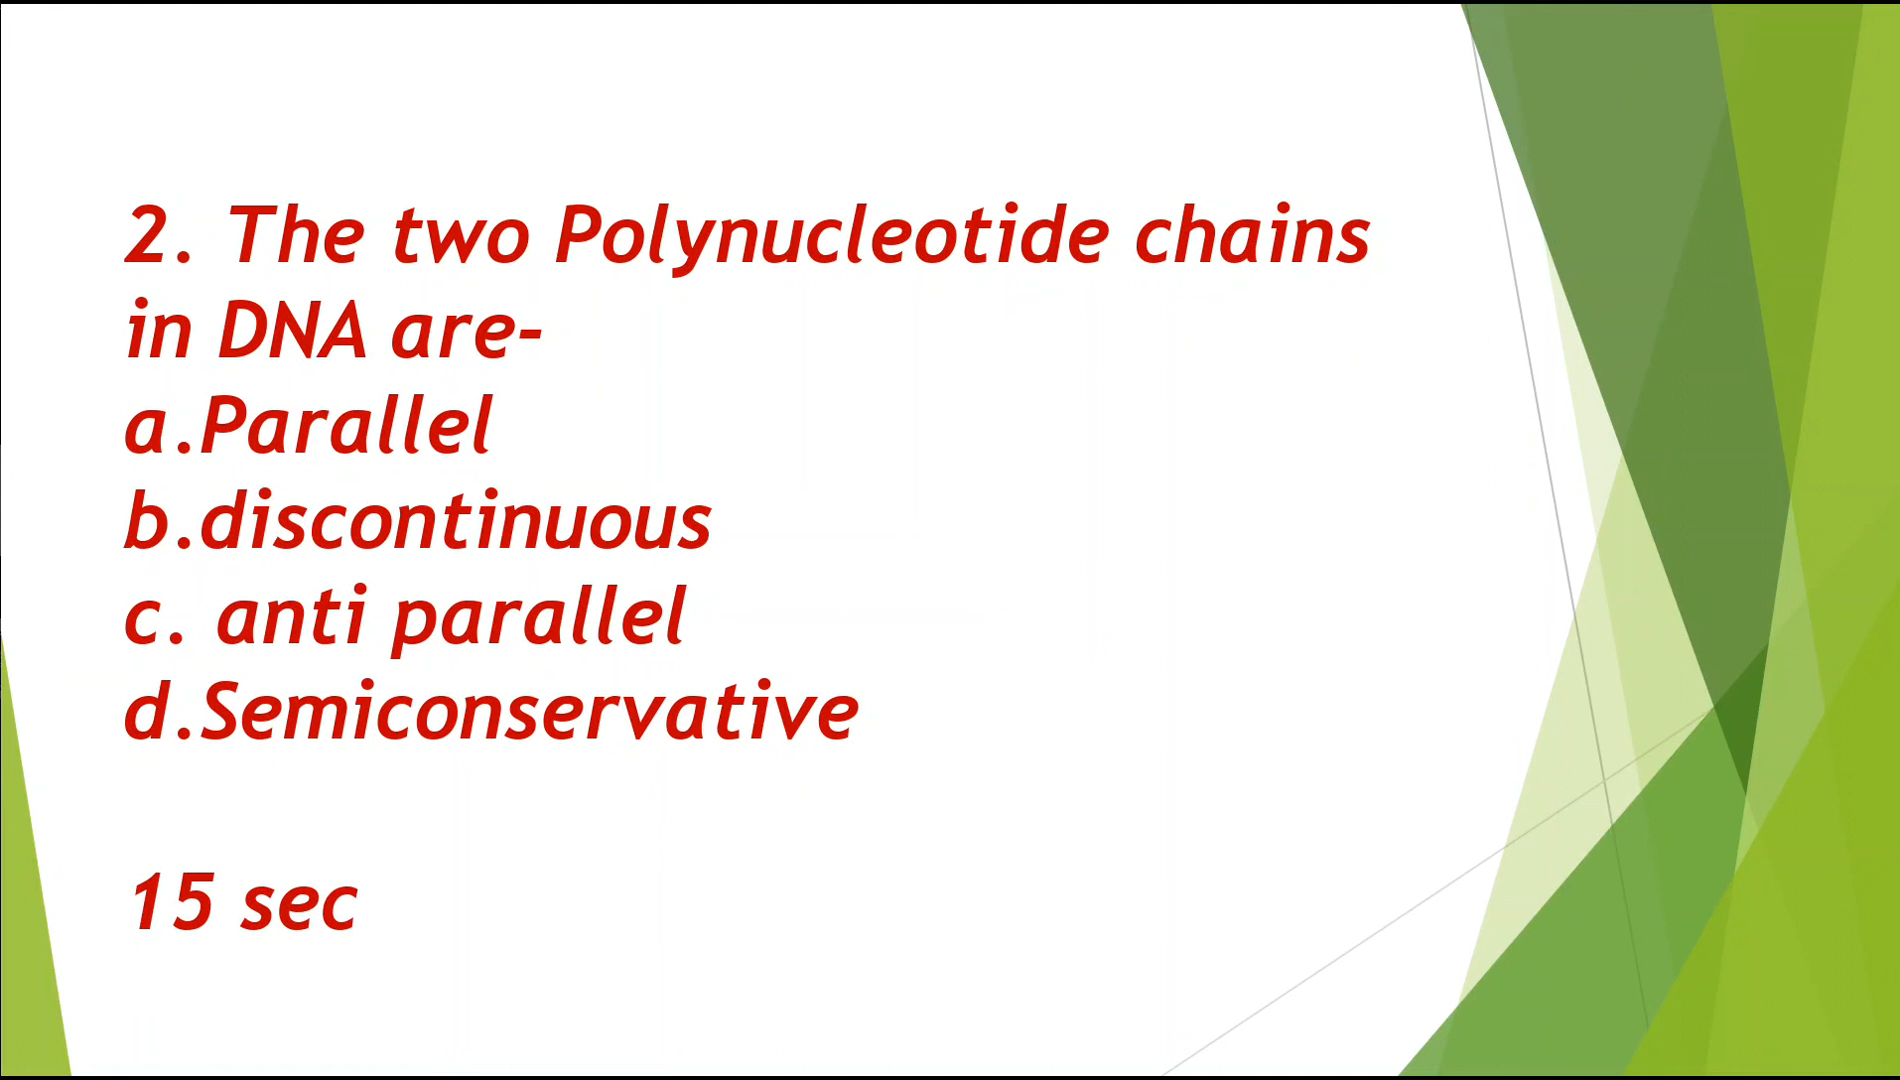 2. The two Polynucleotide chains
in DNA are-
a.Parallel
b.discontinuous
c. anti parallel
d.Semiconservative
15 sec